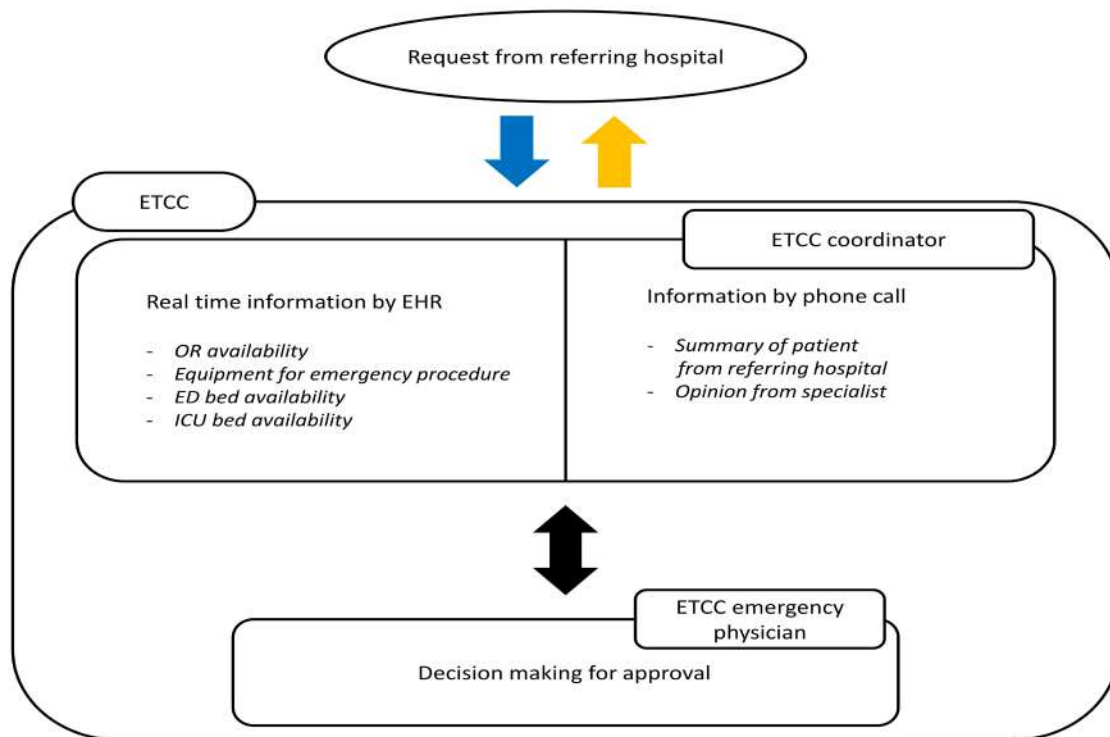 Request from referring hospital
ETCC
ETCC coordinator
Real time information by EHR
- OR availability
- Equipment for emergency procedure
- ED bed availability
- ICU bed availability
Information by phone call
- Summary of patient
from referring hospital
- Opinion from specialist
ETCC emergency
physician
Decision making for approval